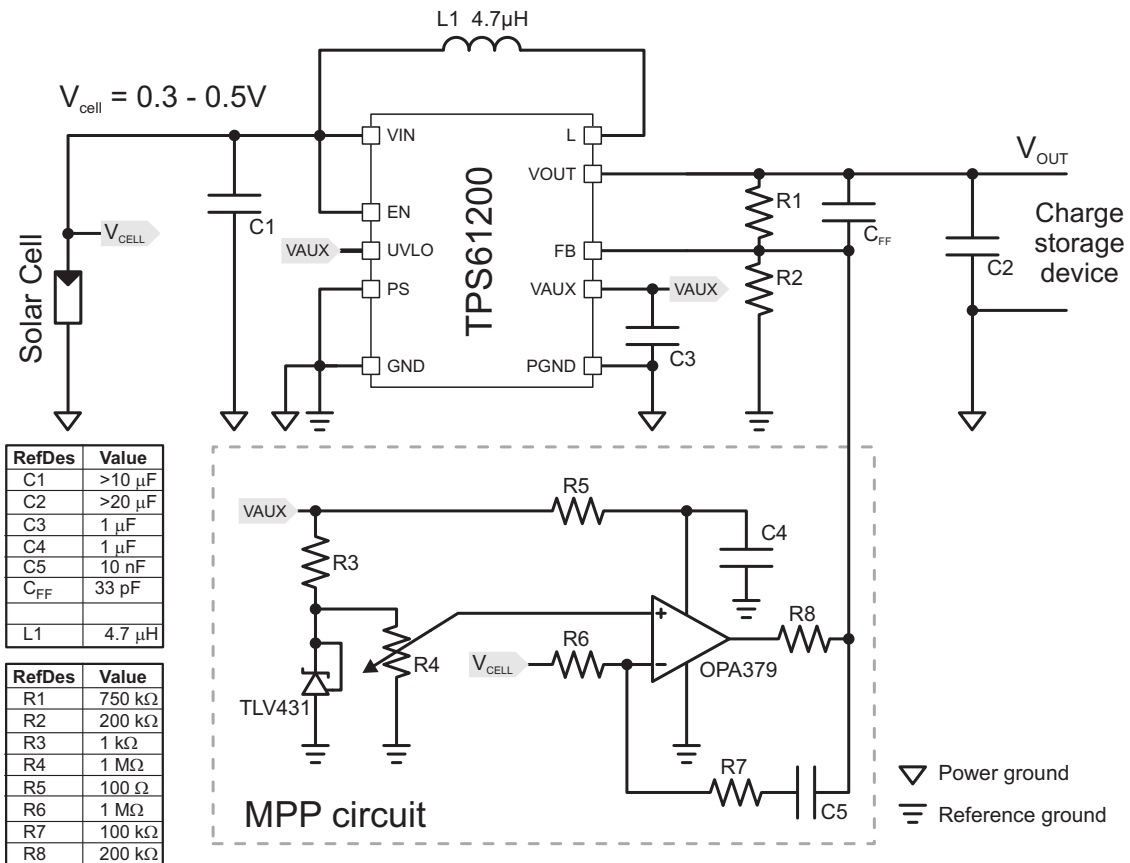 L1 4.7μH
V_cell = 0.3 - 0.5V
VIN
L
VOUT
V_OUT
EN
C1
R1
C_FF
Charge
storage
device
V_CELL
VAUX
UVLO
FB
C2
Solar Cell
PS
TPS61200
VAUX
VAUX
R2
C3
GND
PGND
RefDes Value
C1 >10 μF
C2 >20 μF
C3 1 μF
C4 1 μF
C5 10 nF
C_FF 33 pF
L1 4.7 μH
RefDes Value
R1 750 kΩ
R2 200 kΩ
R3 1 kΩ
R4 1 MΩ
R5 100 Ω
R6 1 MΩ
R7 100 kΩ
R8 200 kΩ
VAUX
R5
R3
C4
R4
TLV431
V_CELL
R6
+
−
OPA379
R8
R7
C5
MPP circuit
Power ground
Reference ground